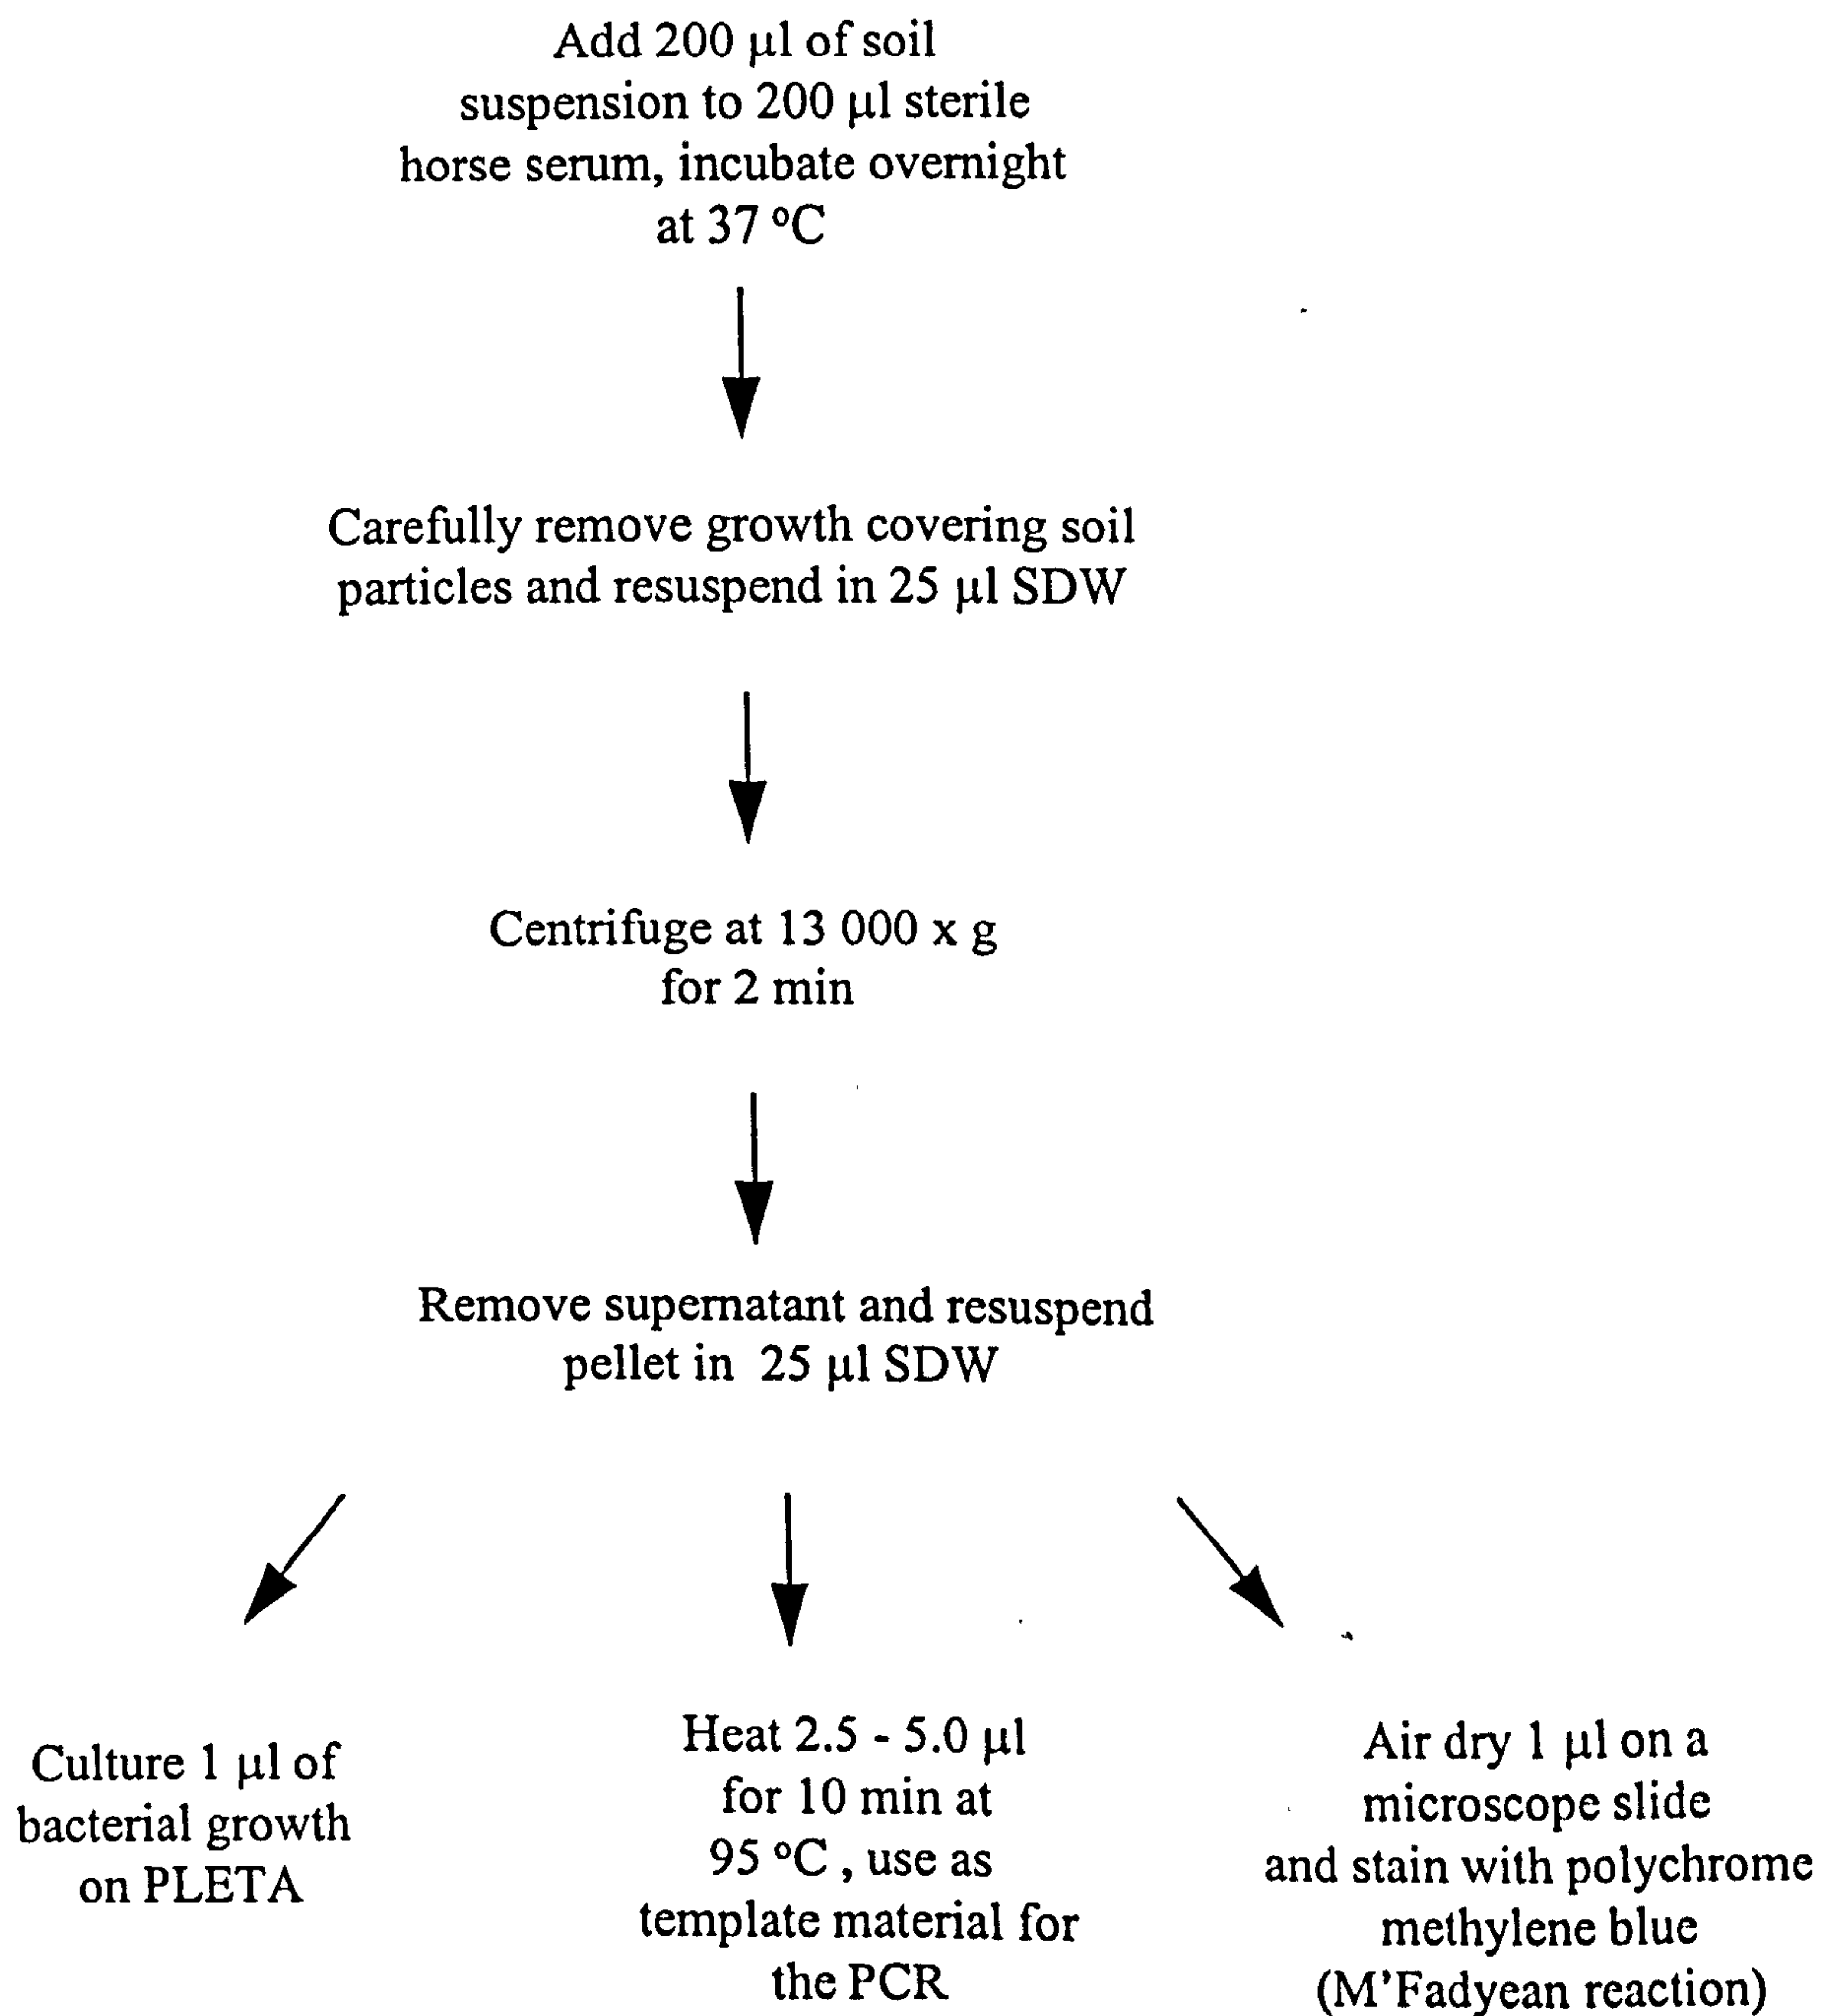 Add 200 µl of soil
suspension to 200 µl sterile
horse serum, incubate overnight
at 37 ºC
Carefully remove growth covering soil
particles and resuspend in 25 µl SDW
Centrifuge at 13 000 x g
for 2 min
Remove supernatant and resuspend
pellet in 25 µl SDW
Culture 1 µl of
bacterial growth
on PLETA
Heat 2.5 - 5.0 µl
for 10 min at
95 ºC , use as
template material for
the PCR
Air dry 1 µl on a
microscope slide
and stain with polychrome
methylene blue
(M’Fadyean reaction)